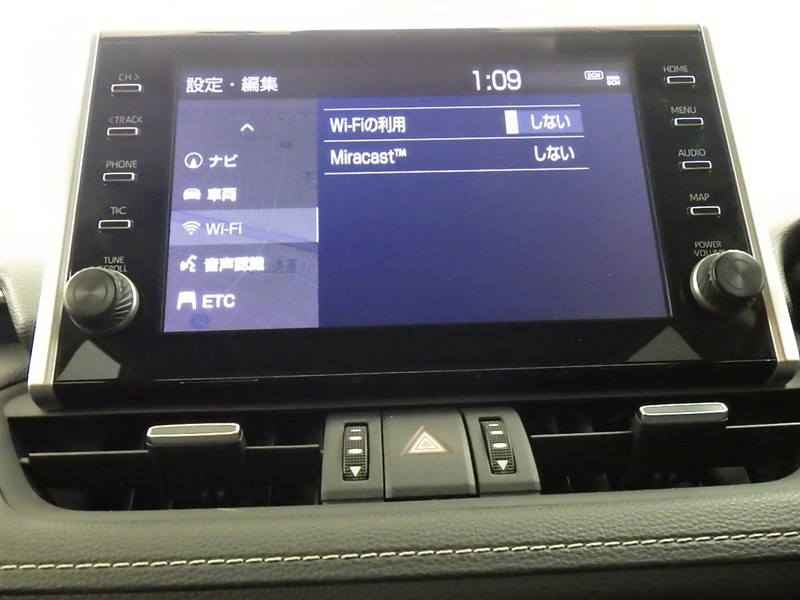 設定・編集
1:09
DCM
CH >
< TRACK
PHONE
T&C
TUNE
SCROLL
ナビ
車両
Wi-Fi
音声認識
ETC
Wi-Fiの利用 しない
Miracast™ しない
HOME
MENU
AUDIO
MAP
POWER
VOLUME